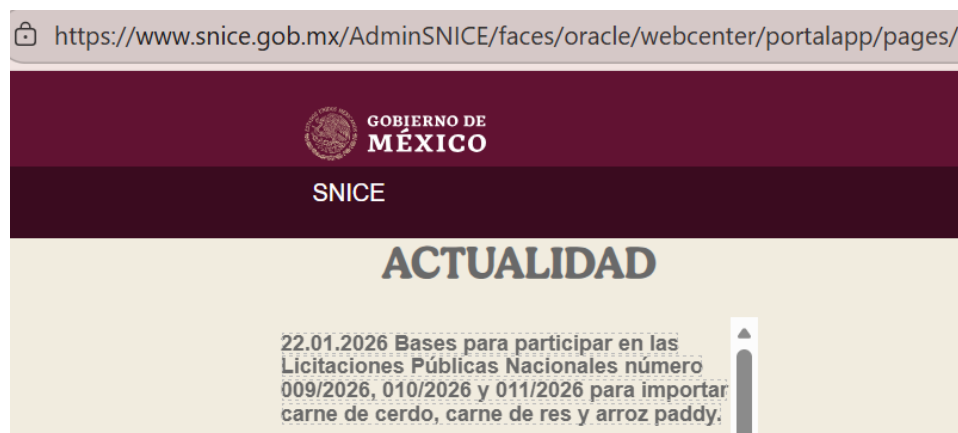 https://www.snice.gob.mx/AdminSNICE/faces/oracle/webcenter/portalapp/pages/
GOBIERNO DE
MÉXICO
SNICE
ACTUALIDAD
22.01.2026 Bases para participar en las
Licitaciones Públicas Nacionales número
009/2026, 010/2026 y 011/2026 para importar
carne de cerdo, carne de res y arroz paddy.